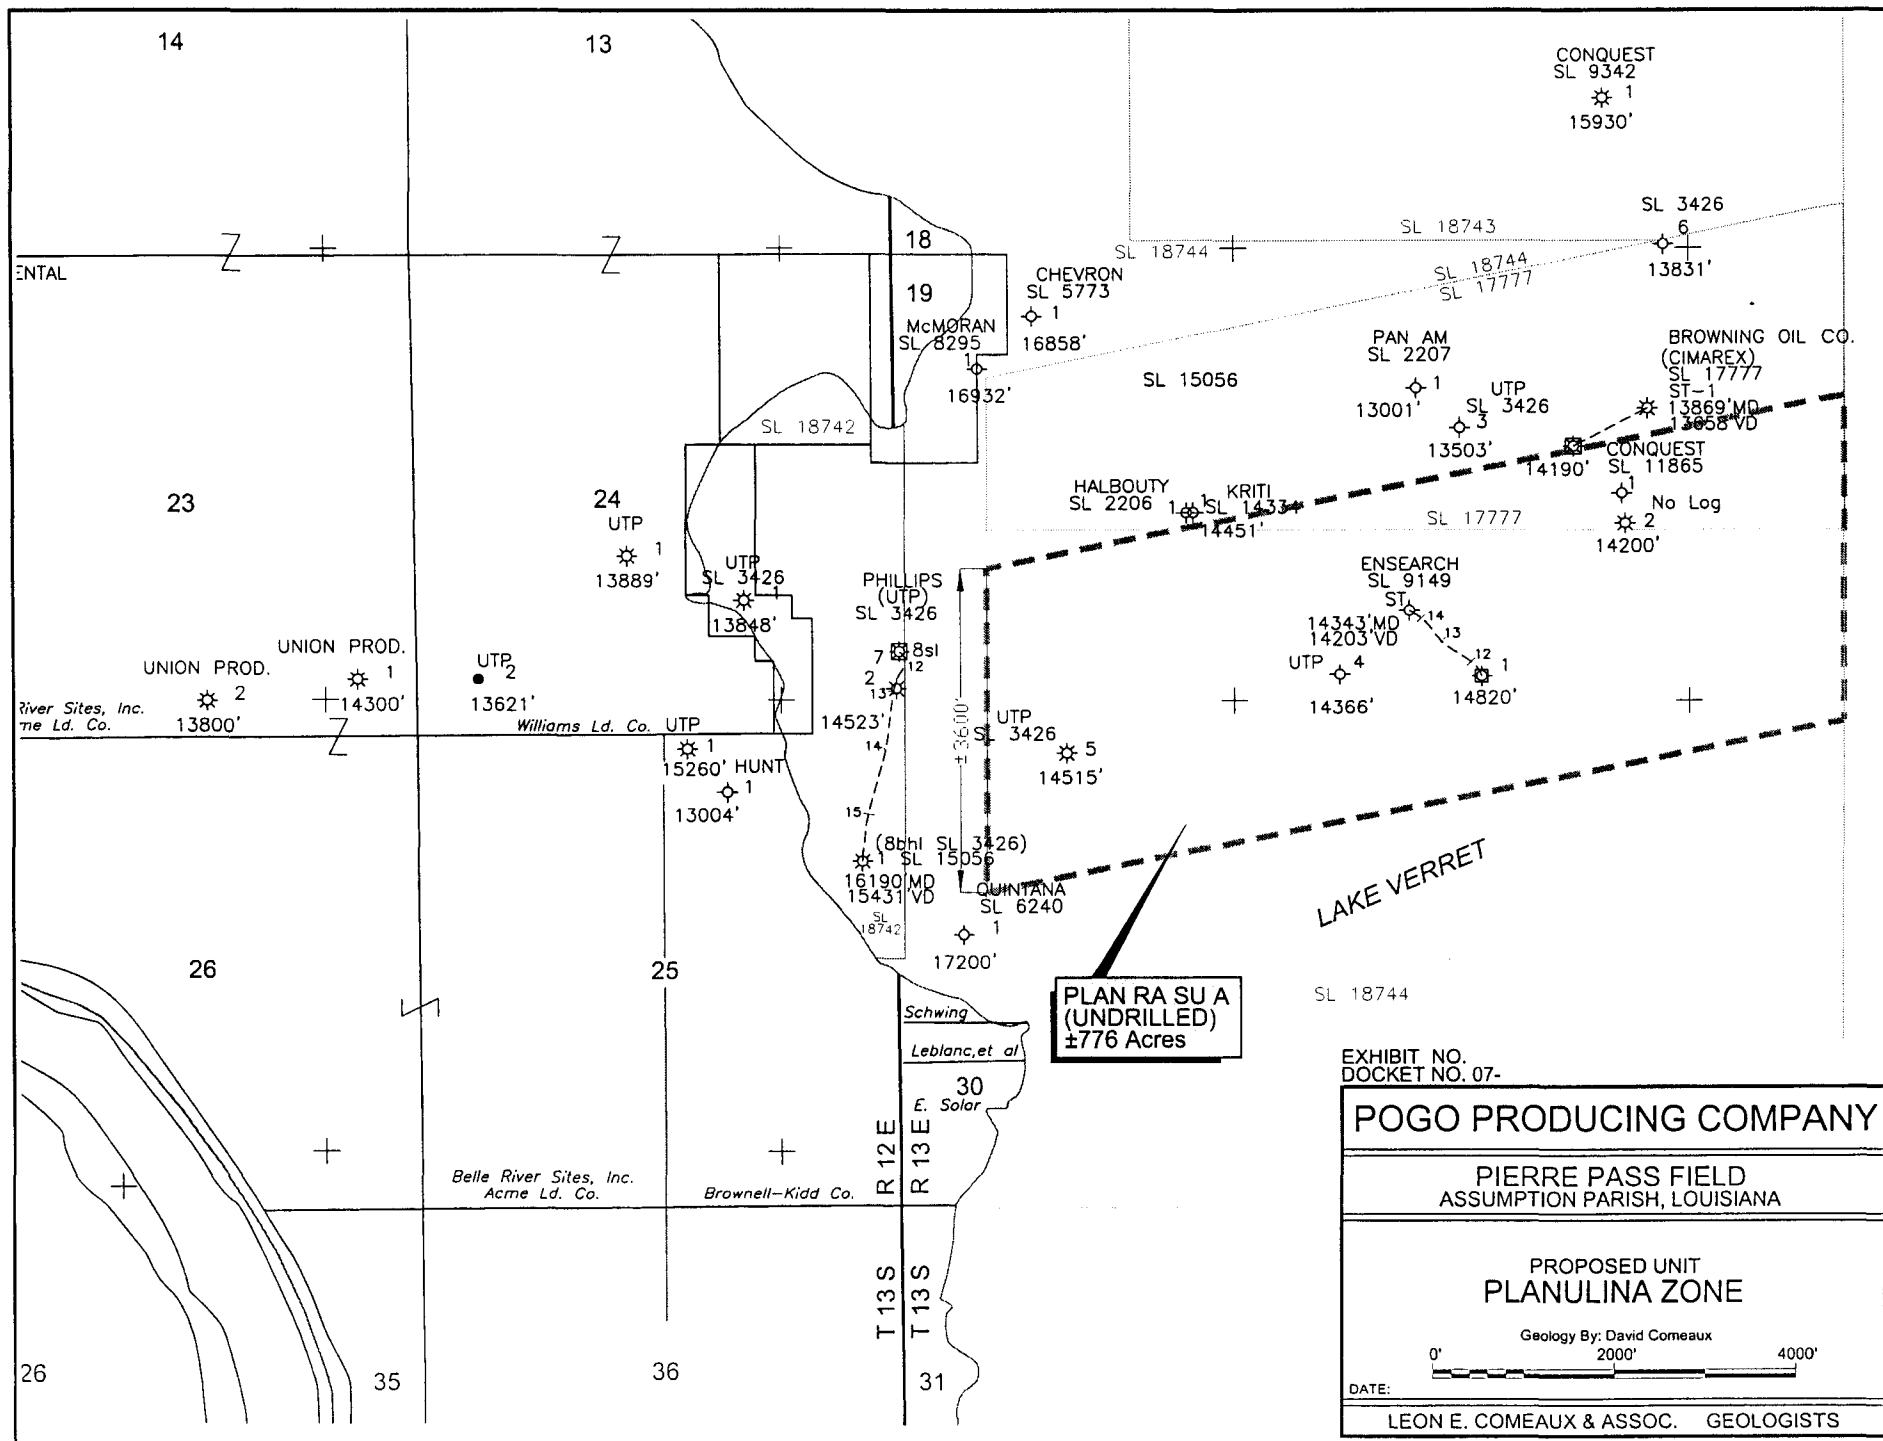 14
13
CONQUEST
SL 9342
1
15930'
SL 3426
6
13831'
SL 18743
SL 18744
SL 18744
SL 17777
18
19
CHEVRON
SL 5773
1
16858'
McMORAN
SL 8295
1
16932'
SL 15056
PAN AM
SL 2207
1
13001'
UTP
SL 3426
3
13503'
BROWNING OIL CO.
(CIMAREX)
SL 17777
ST-1
13869'MD
13658'VD
14190'
CONQUEST
SL 11865
1
No Log
2
14200'
SL 18742
HALBOUTY
SL 2206
1
1
KRITI
SL 14334
14451'
SL 17777
23
24
UTP
1
13889'
UTP
SL 3426
1
13848'
PHILLIPS
(UTP)
SL 3426
7
8sl
12
2
13
14523'
14
15
(8bhl SL 3426)
1 SL 15056
16190'MD
15431'VD
SL
18742
±3600'
ENSEARCH
SL 9149
ST
14343'MD
14203'VD
14
13
12
1
14820'
UTP
4
14366'
UTP
SL 3426
5
14515'
UNION PROD.
1
14300'
UNION PROD.
2
13800'
UTP
2
13621'
River Sites, Inc.
me Ld. Co.
Williams Ld. Co.
UTP
1
15260'
HUNT
1
13004'
QUINTANA
SL 6240
1
17200'
LAKE VERRET
SL 18744
26
25
PLAN RA SU A
(UNDRILLED)
±776 Acres
Schwing
Leblanc,et al
30
E. Solar
R 12 E
R 13 E
Belle River Sites, Inc.
Acme Ld. Co.
Brownell-Kidd Co.
T 13 S
T 13 S
26
35
36
31
EXHIBIT NO.
DOCKET NO. 07-
POGO PRODUCING COMPANY
PIERRE PASS FIELD
ASSUMPTION PARISH, LOUISIANA
PROPOSED UNIT
PLANULINA ZONE
Geology By: David Comeaux
0' 2000' 4000'
DATE:
LEON E. COMEAUX & ASSOC. GEOLOGISTS